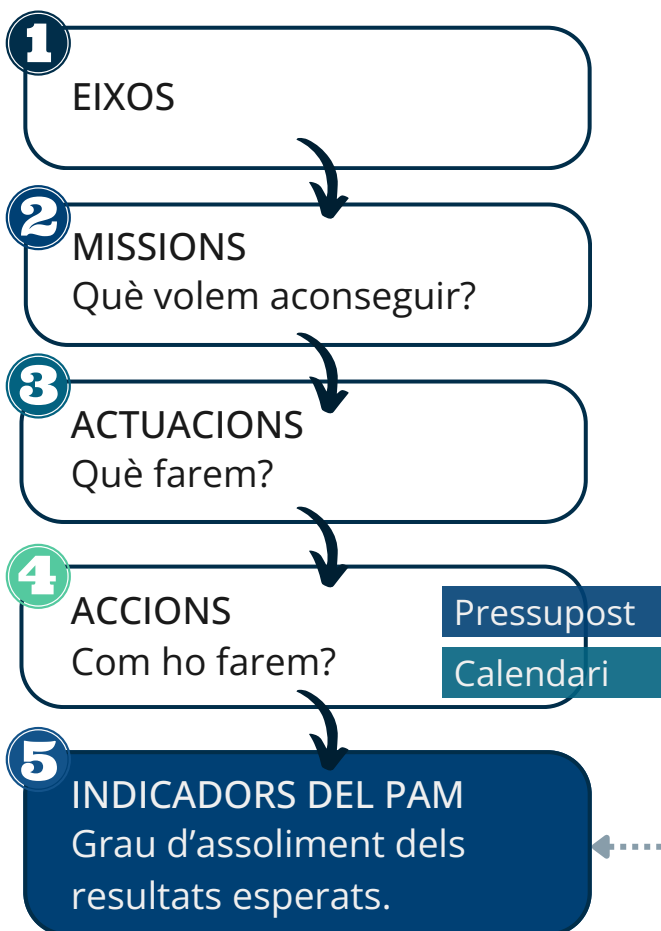 1
EIXOS
2
MISSIONS
Què volem aconseguir?
3
ACTUACIONS
Què farem?
4
ACCIONS
Com ho farem?
Pressupost
Calendari
5
INDICADORS DEL PAM
Grau d’assoliment dels
resultats esperats.